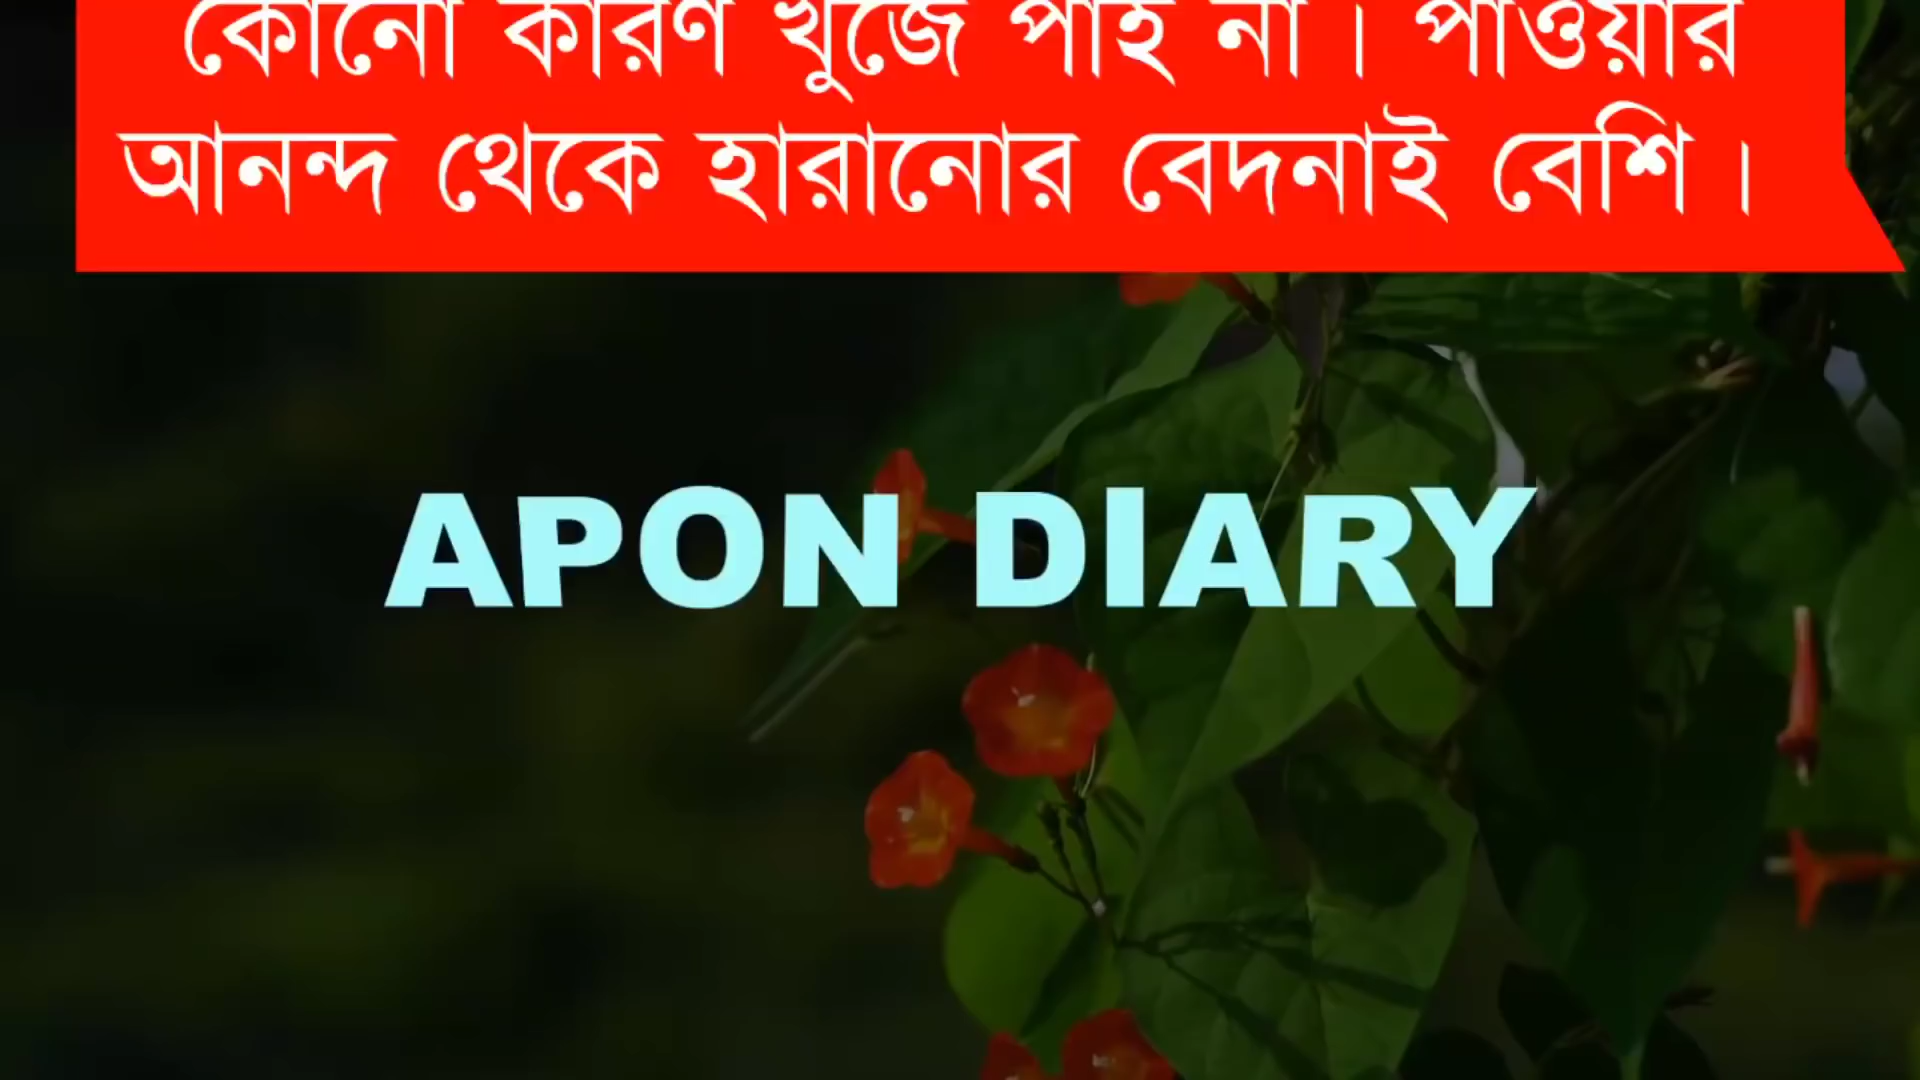 কোনো কারণ খুঁজে পাই না। পাওয়ার
আনন্দ থেকে হারানোর বেদনাই বেশি।
APON DIARY